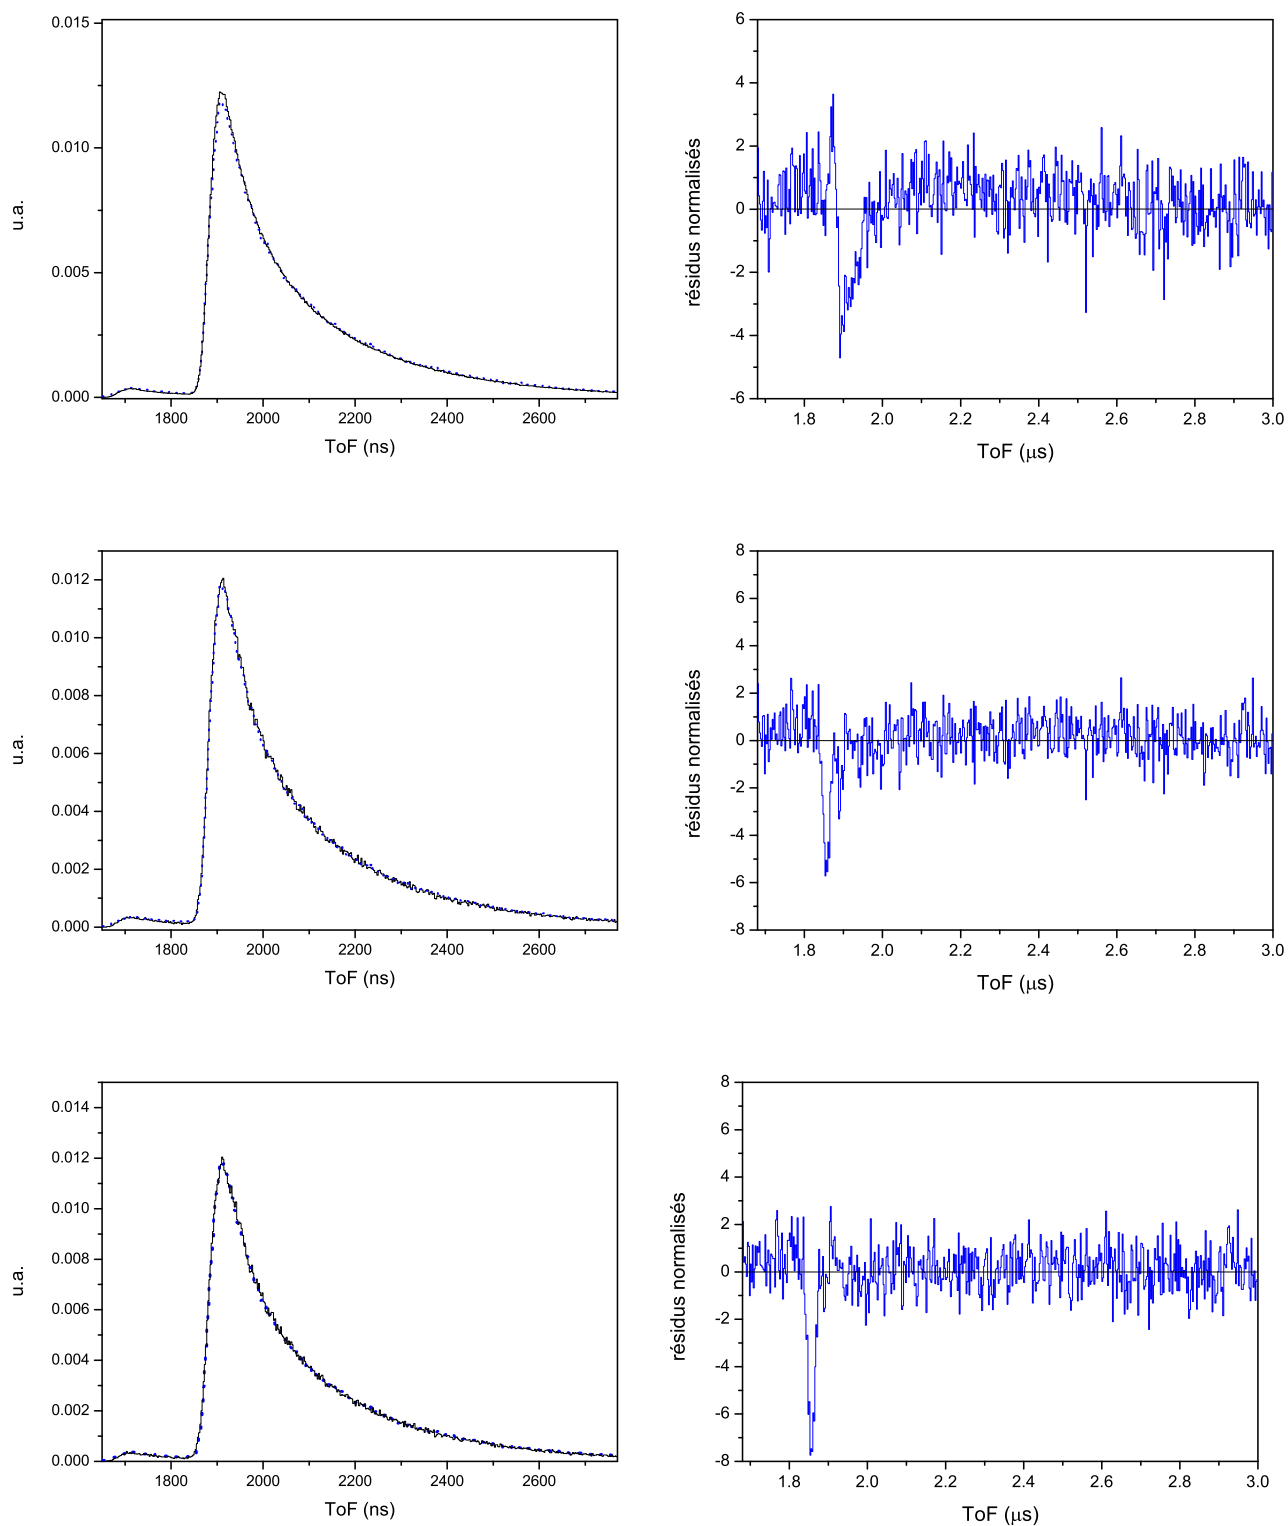 0.015
0.010
0.005
0.000
u.a.
1800 2000 2200 2400 2600
ToF (ns)
6
4
2
0
-2
-4
-6
résidus normalisés
1.8 2.0 2.2 2.4 2.6 2.8 3.0
ToF (μs)
0.012
0.010
0.008
0.006
0.004
0.002
0.000
u.a.
1800 2000 2200 2400 2600
ToF (ns)
8
6
4
2
0
-2
-4
-6
-8
résidus normalisés
1.8 2.0 2.2 2.4 2.6 2.8 3.0
ToF (μs)
0.014
0.012
0.010
0.008
0.006
0.004
0.002
0.000
u.a.
1800 2000 2200 2400 2600
ToF (ns)
8
6
4
2
0
-2
-4
-6
-8
résidus normalisés
1.8 2.0 2.2 2.4 2.6 2.8 3.0
ToF (μs)